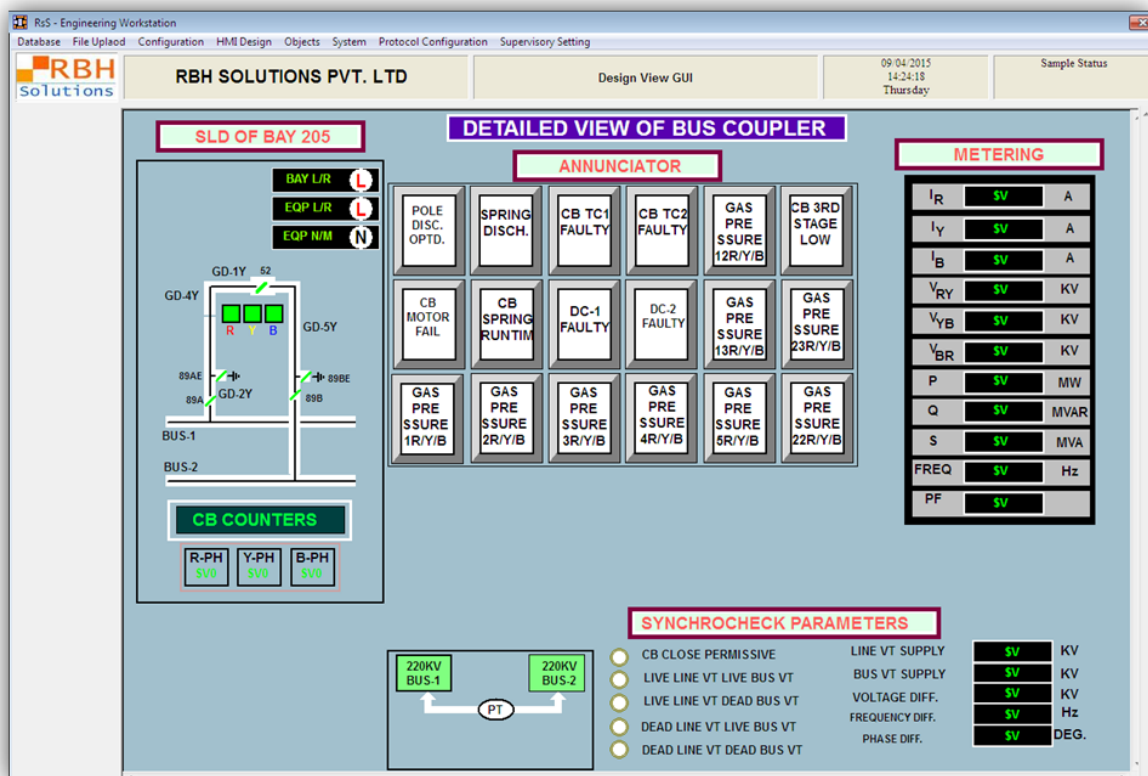 RsS - Engineering Workstation
Database File Uplaod Configuration HMI Design Objects System Protocol Configuration Supervisory Setting
RBH
Solutions
RBH SOLUTIONS PVT. LTD
Design View GUI
09/04/2015
14:24:18
Thursday
Sample Status
DETAILED VIEW OF BUS COUPLER
SLD OF BAY 205
BAY L/R L
EQP L/R L
EQP N/M N
GD-1Y 52
GD-4Y
R Y B
GD-5Y
89AE
89BE
GD-2Y
89A
89B
BUS-1
BUS-2
CB COUNTERS
R-PH Y-PH B-PH
$V0 $V0 $V0
ANNUNCIATOR
POLE
DISC.
OPTD.
SPRING
DISCH.
CB TC1
FAULTY
CB TC2
FAULTY
GAS
PRE
SSURE
12R/Y/B
CB 3RD
STAGE
LOW
CB
MOTOR
FAIL
CB
SPRING
RUNTIM
DC-1
FAULTY
DC-2
FAULTY
GAS
PRE
SSURE
13R/Y/B
GAS
PRE
SSURE
23R/Y/B
GAS
PRE
SSURE
1R/Y/B
GAS
PRE
SSURE
2R/Y/B
GAS
PRE
SSURE
3R/Y/B
GAS
PRE
SSURE
4R/Y/B
GAS
PRE
SSURE
5R/Y/B
GAS
PRE
SSURE
22R/Y/B
METERING
IR $V A
IY $V A
IB $V A
VRY $V KV
VYB $V KV
VBR $V KV
P $V MW
Q $V MVAR
S $V MVA
FREQ $V Hz
PF $V
220KV
BUS-1
220KV
BUS-2
PT
SYNCHROCHECK PARAMETERS
CB CLOSE PERMISSIVE
LIVE LINE VT LIVE BUS VT
LIVE LINE VT DEAD BUS VT
DEAD LINE VT LIVE BUS VT
DEAD LINE VT DEAD BUS VT
LINE VT SUPPLY $V KV
BUS VT SUPPLY $V KV
VOLTAGE DIFF. $V KV
FREQUENCY DIFF. $V Hz
PHASE DIFF. $V DEG.